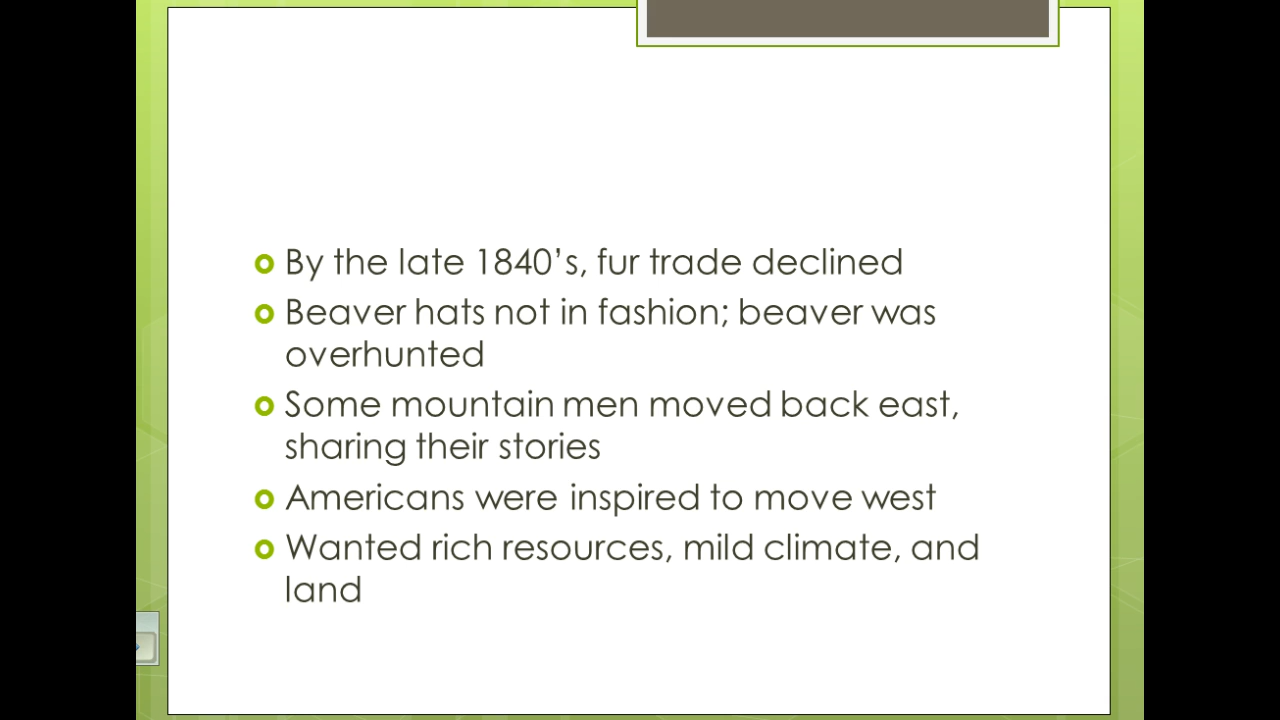 By the late 1840’s, fur trade declined
Beaver hats not in fashion; beaver was
overhunted
Some mountain men moved back east,
sharing their stories
Americans were inspired to move west
Wanted rich resources, mild climate, and
land